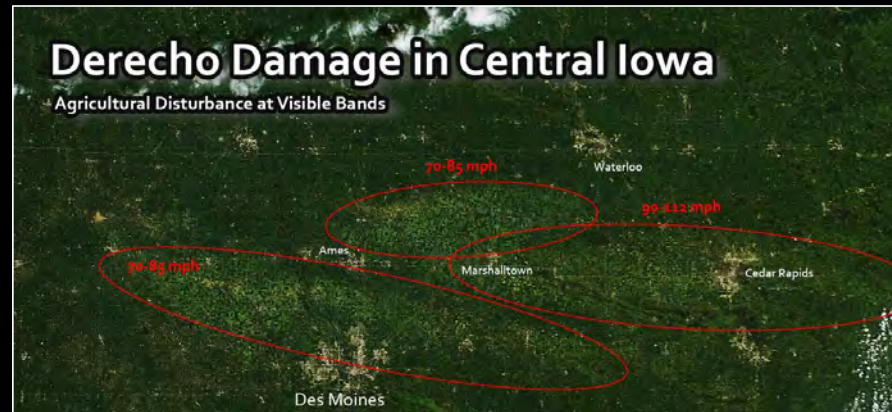 Derecho Damage in Central Iowa
Agricultural Disturbance at Visible Bands
Waterloo
70-85 mph
90-112 mph
Ames
70-85 mph
Marshalltown
Cedar Rapids
Des Moines